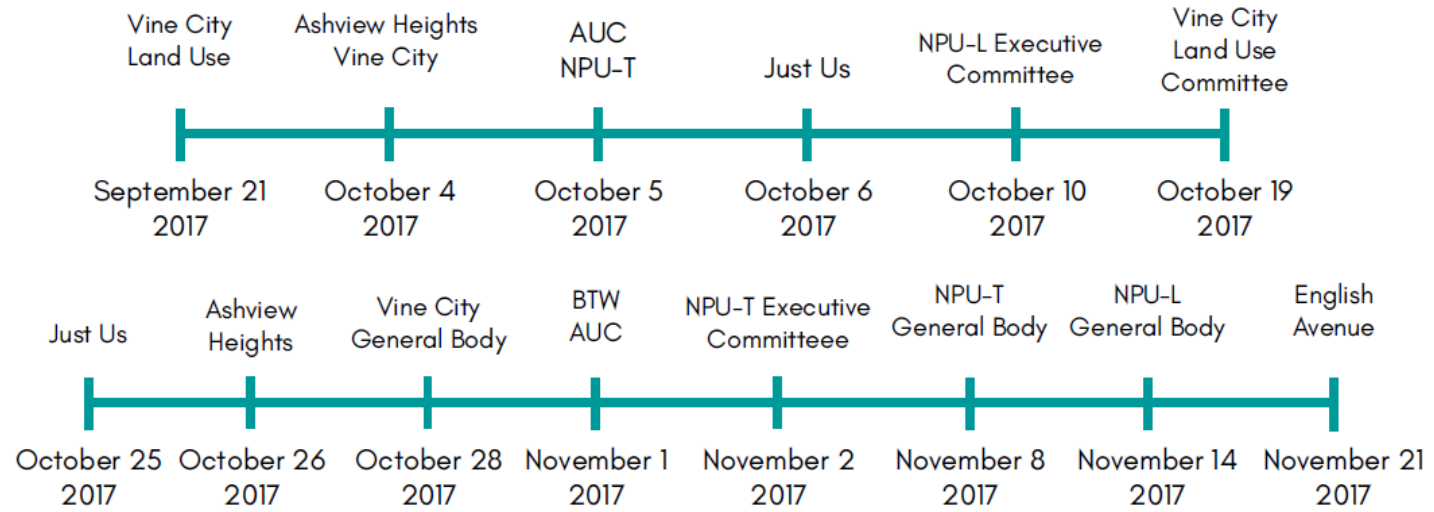 Vine City
Land Use
Ashview Heights
Vine City
AUC
NPU-T
Just Us
NPU-L Executive
Committee
Vine City
Land Use
Committee
September 21
2017
October 4
2017
October 5
2017
October 6
2017
October 10
2017
October 19
2017
Just Us
Ashview
Heights
Vine City
General Body
BTW
AUC
NPU-T Executive
Committeee
NPU-T
General Body
NPU-L
General Body
English
Avenue
October 25
2017
October 26
2017
October 28
2017
November 1
2017
November 2
2017
November 8
2017
November 14
2017
November 21
2017